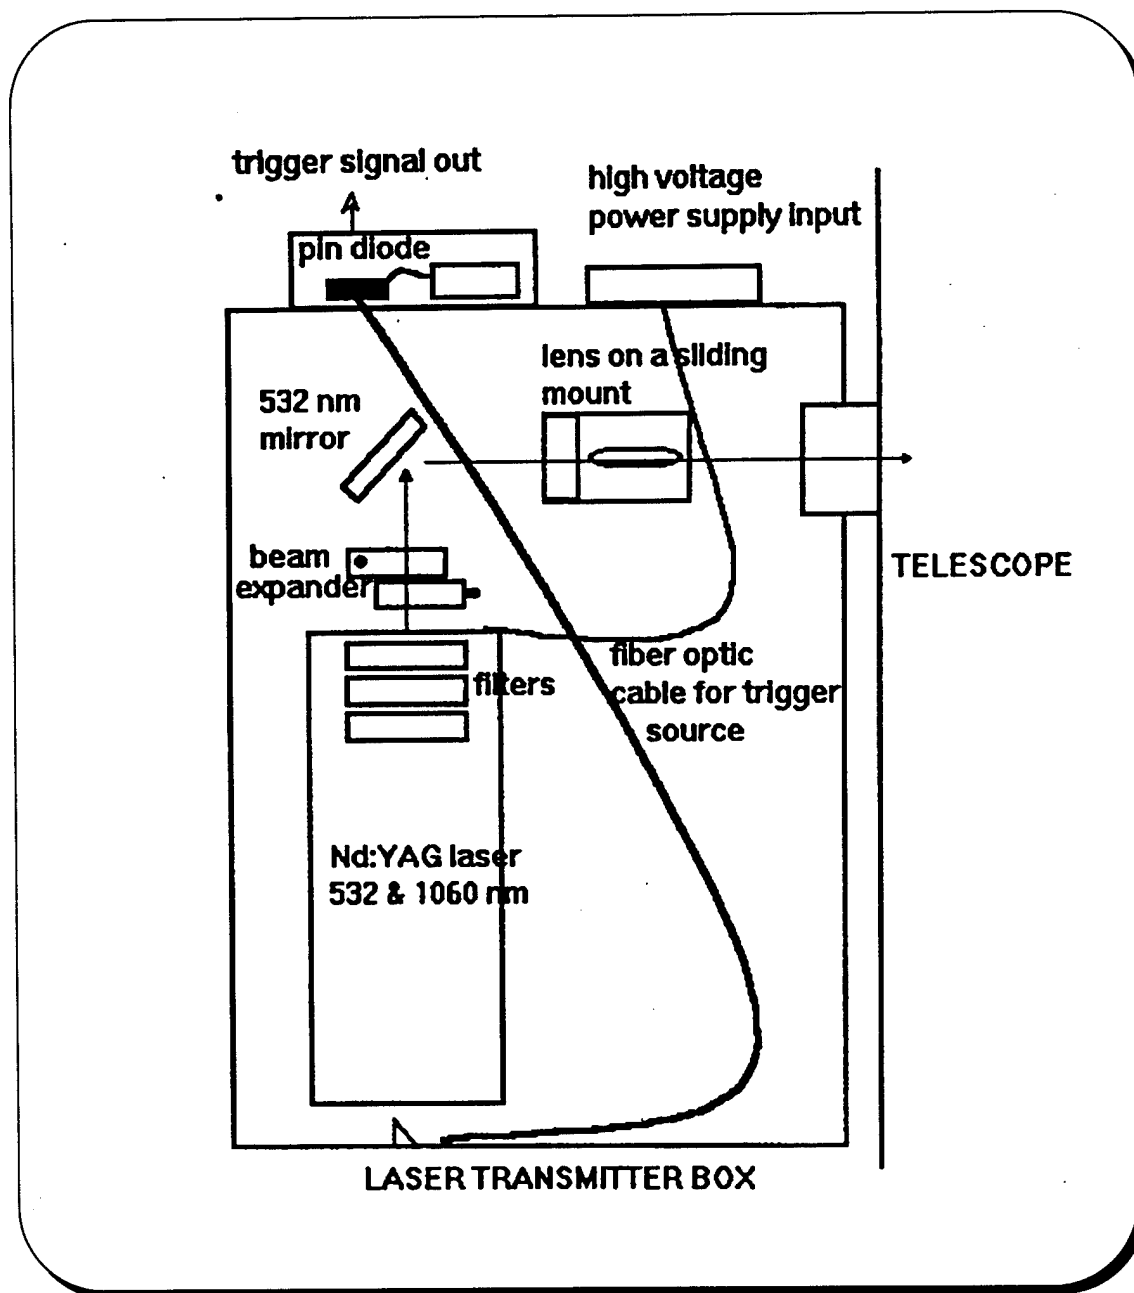 trigger signal out
high voltage
power supply input
pin diode
lens on a sliding
mount
532 nm
mirror
beam
expander
TELESCOPE
filters
fiber optic
cable for trigger
source
Nd:YAG laser
532 & 1060 nm
LASER TRANSMITTER BOX